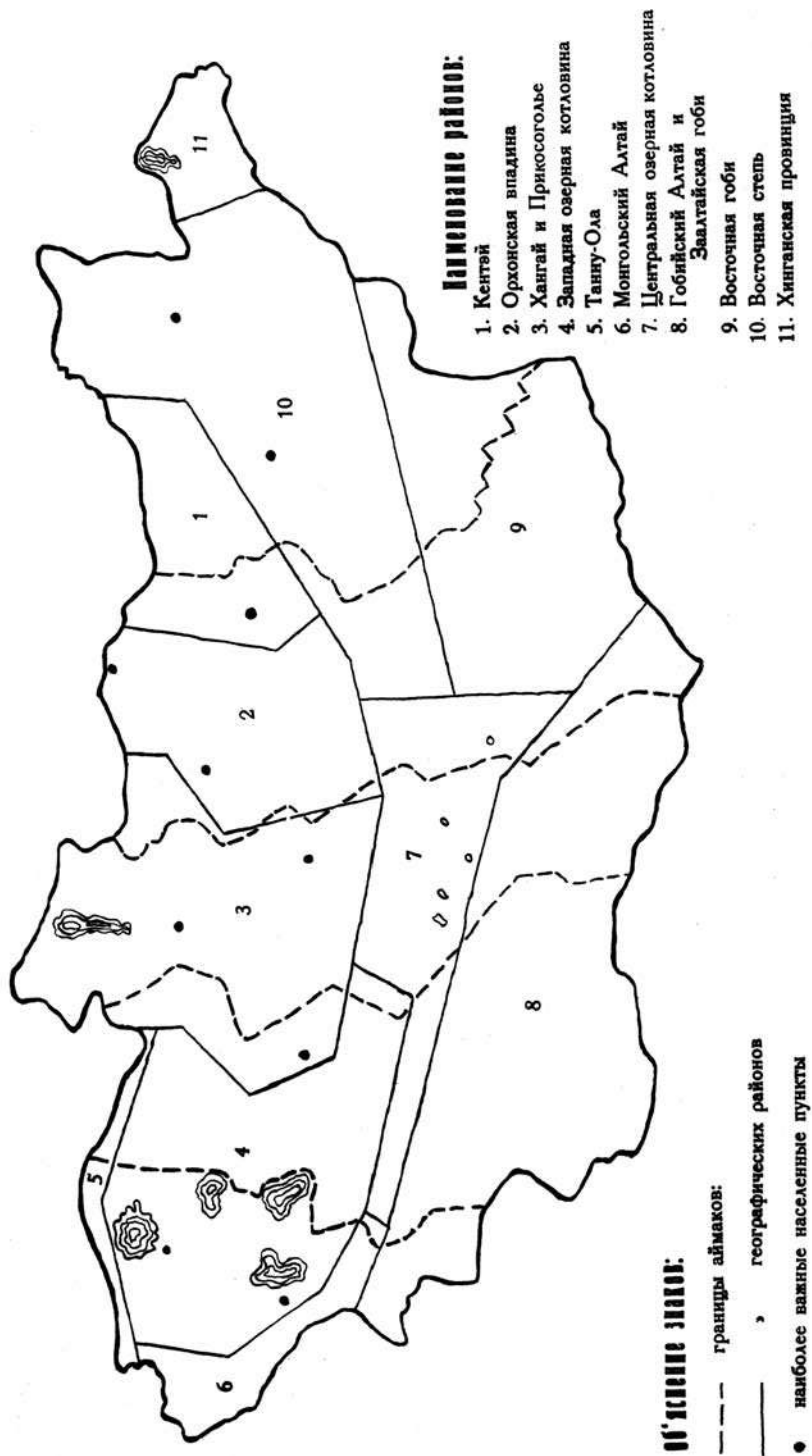 11
10
1
9
2
7
3
8
5
4
6
Наименование районов:
1. Кентэй
2. Орхонская впадина
3. Хангай и Прикосоголье
4. Западная озерная котловина
5. Танну-Ола
6. Монгольский Алтай
7. Центральная озерная котловина
8. Гобийский Алтай и
Заалтайская гоби
9. Восточная гоби
10. Восточная степь
11. Хинганская провинция
об'яснение знаков:
границы аймаков:
» географических районов
наиболее важные населенные пункты